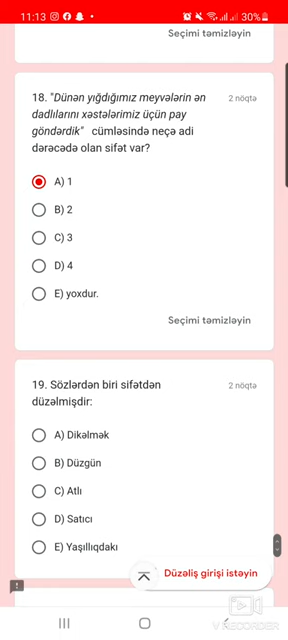 11:13
30%
Seçimi təmizləyin
18. "Dünən yığdığımız meyvələrin ən
2 nöqtə
dadlılarını xəstələrimiz üçün pay
göndərdik" cümləsində neçə adi
dərəcədə olan sifət var?
A) 1
B) 2
C) 3
D) 4
E) yoxdur.
Seçimi təmizləyin
19. Sözlərdən biri sifətdən
2 nöqtə
düzəlmişdir:
A) Dikəlmək
B) Düzgün
C) Atlı
D) Satıcı
E) Yaşıllıqdakı
Düzəliş girişi istəyin
V RECORDER